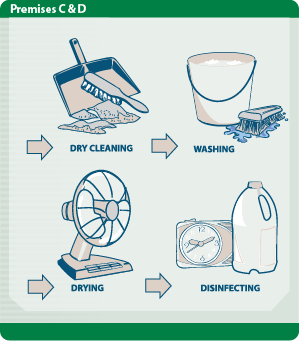 Premises C & D
DRY CLEANING
WASHING
DRYING
DISINFECTING